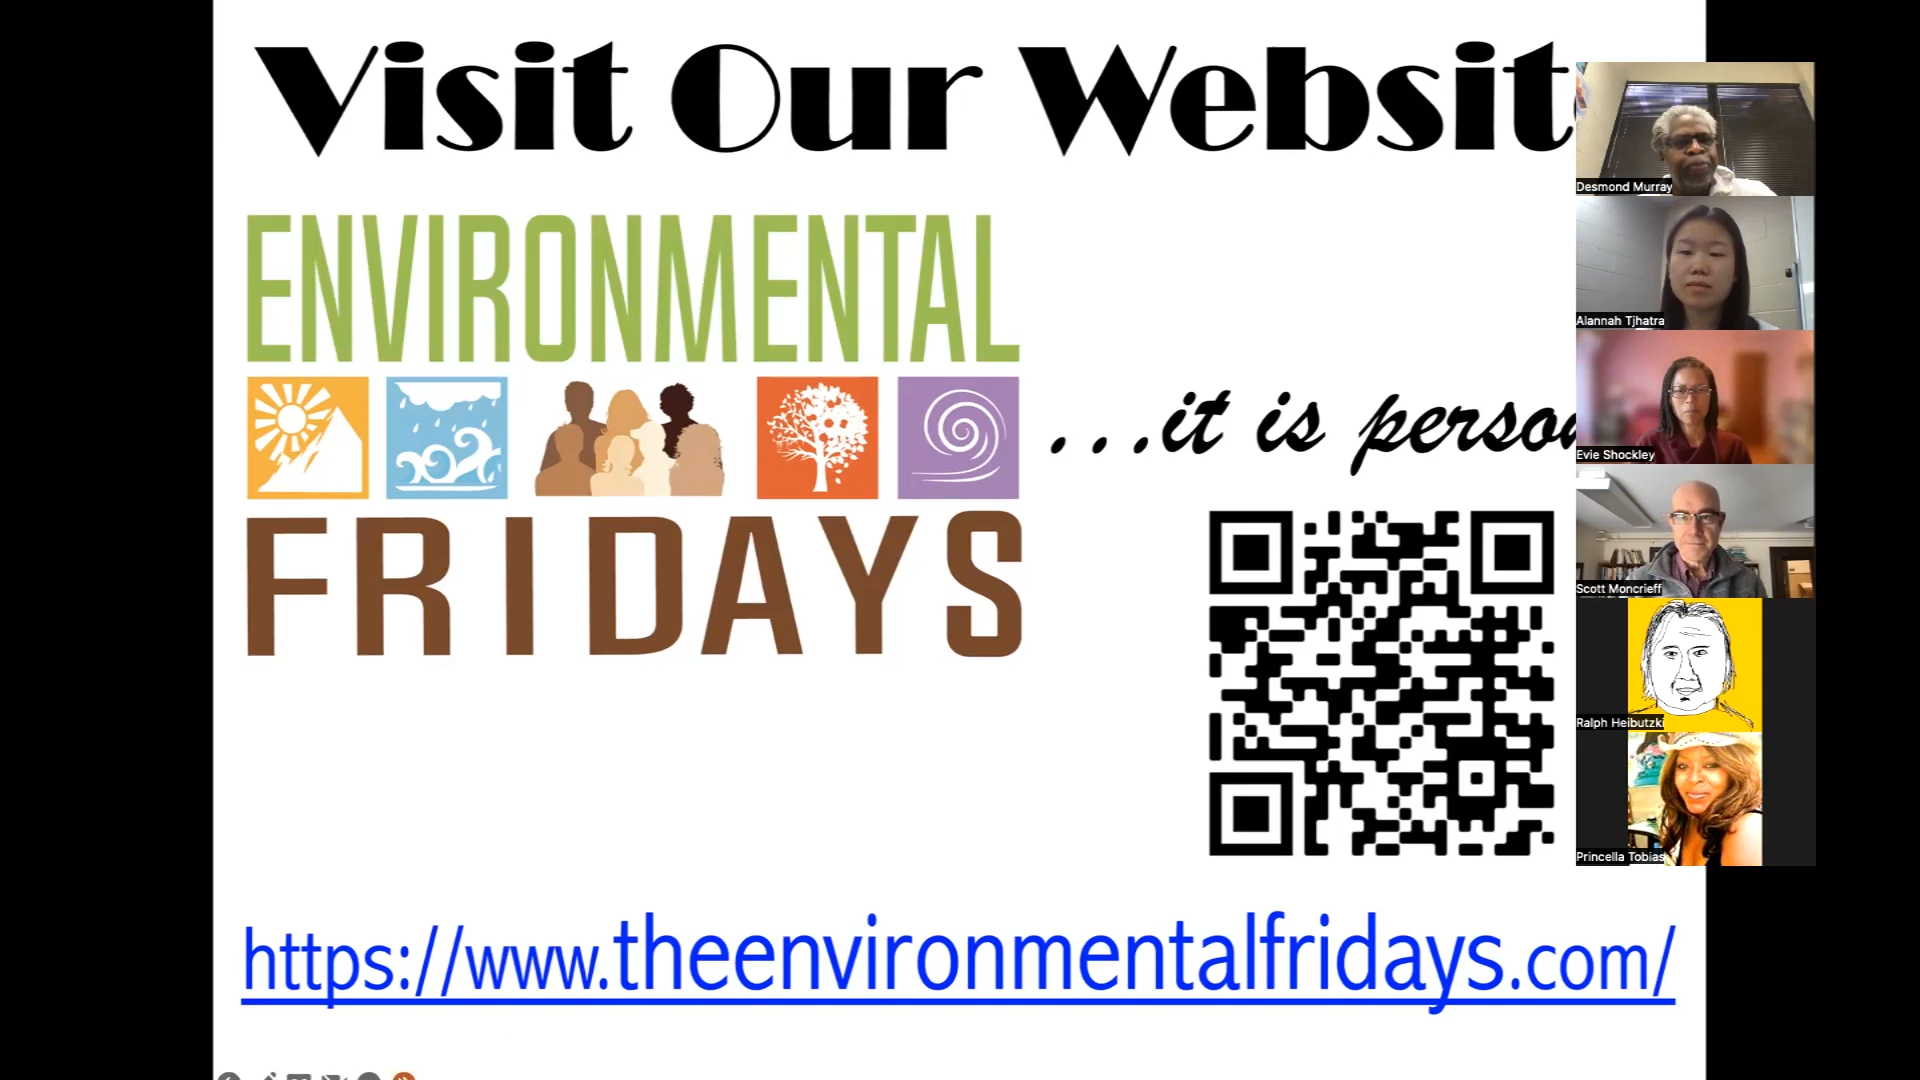 Visit Our Websit
ENVIRONMENTAL
FRIDAYS
...it is person
https://www.theenvironmentalfridays.com/
Desmond Murray
Alannah Tjhatra
Evie Shockley
Scott Moncrieff
Ralph Heibutzki
Princella Tobias